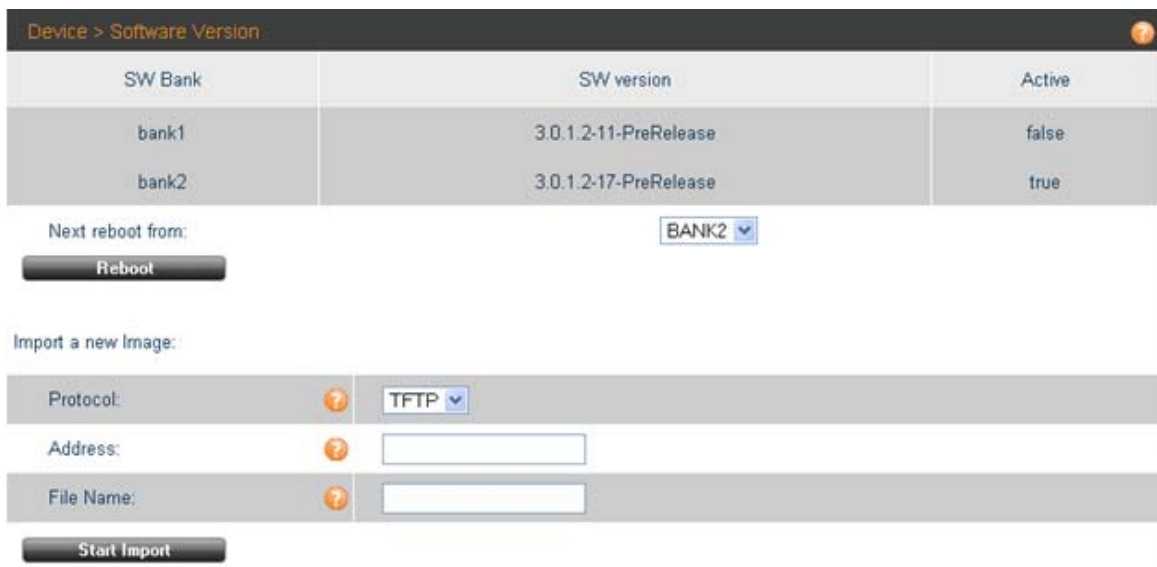 Device > Software Version ?
SW Bank SW version Active
bank1 3.0.1.2-11-PreRelease false
bank2 3.0.1.2-17-PreRelease true
Next reboot from: BANK2
Reboot
Import a new Image:
Protocol: ? TFTP
Address: ?
File Name: ?
Start Import